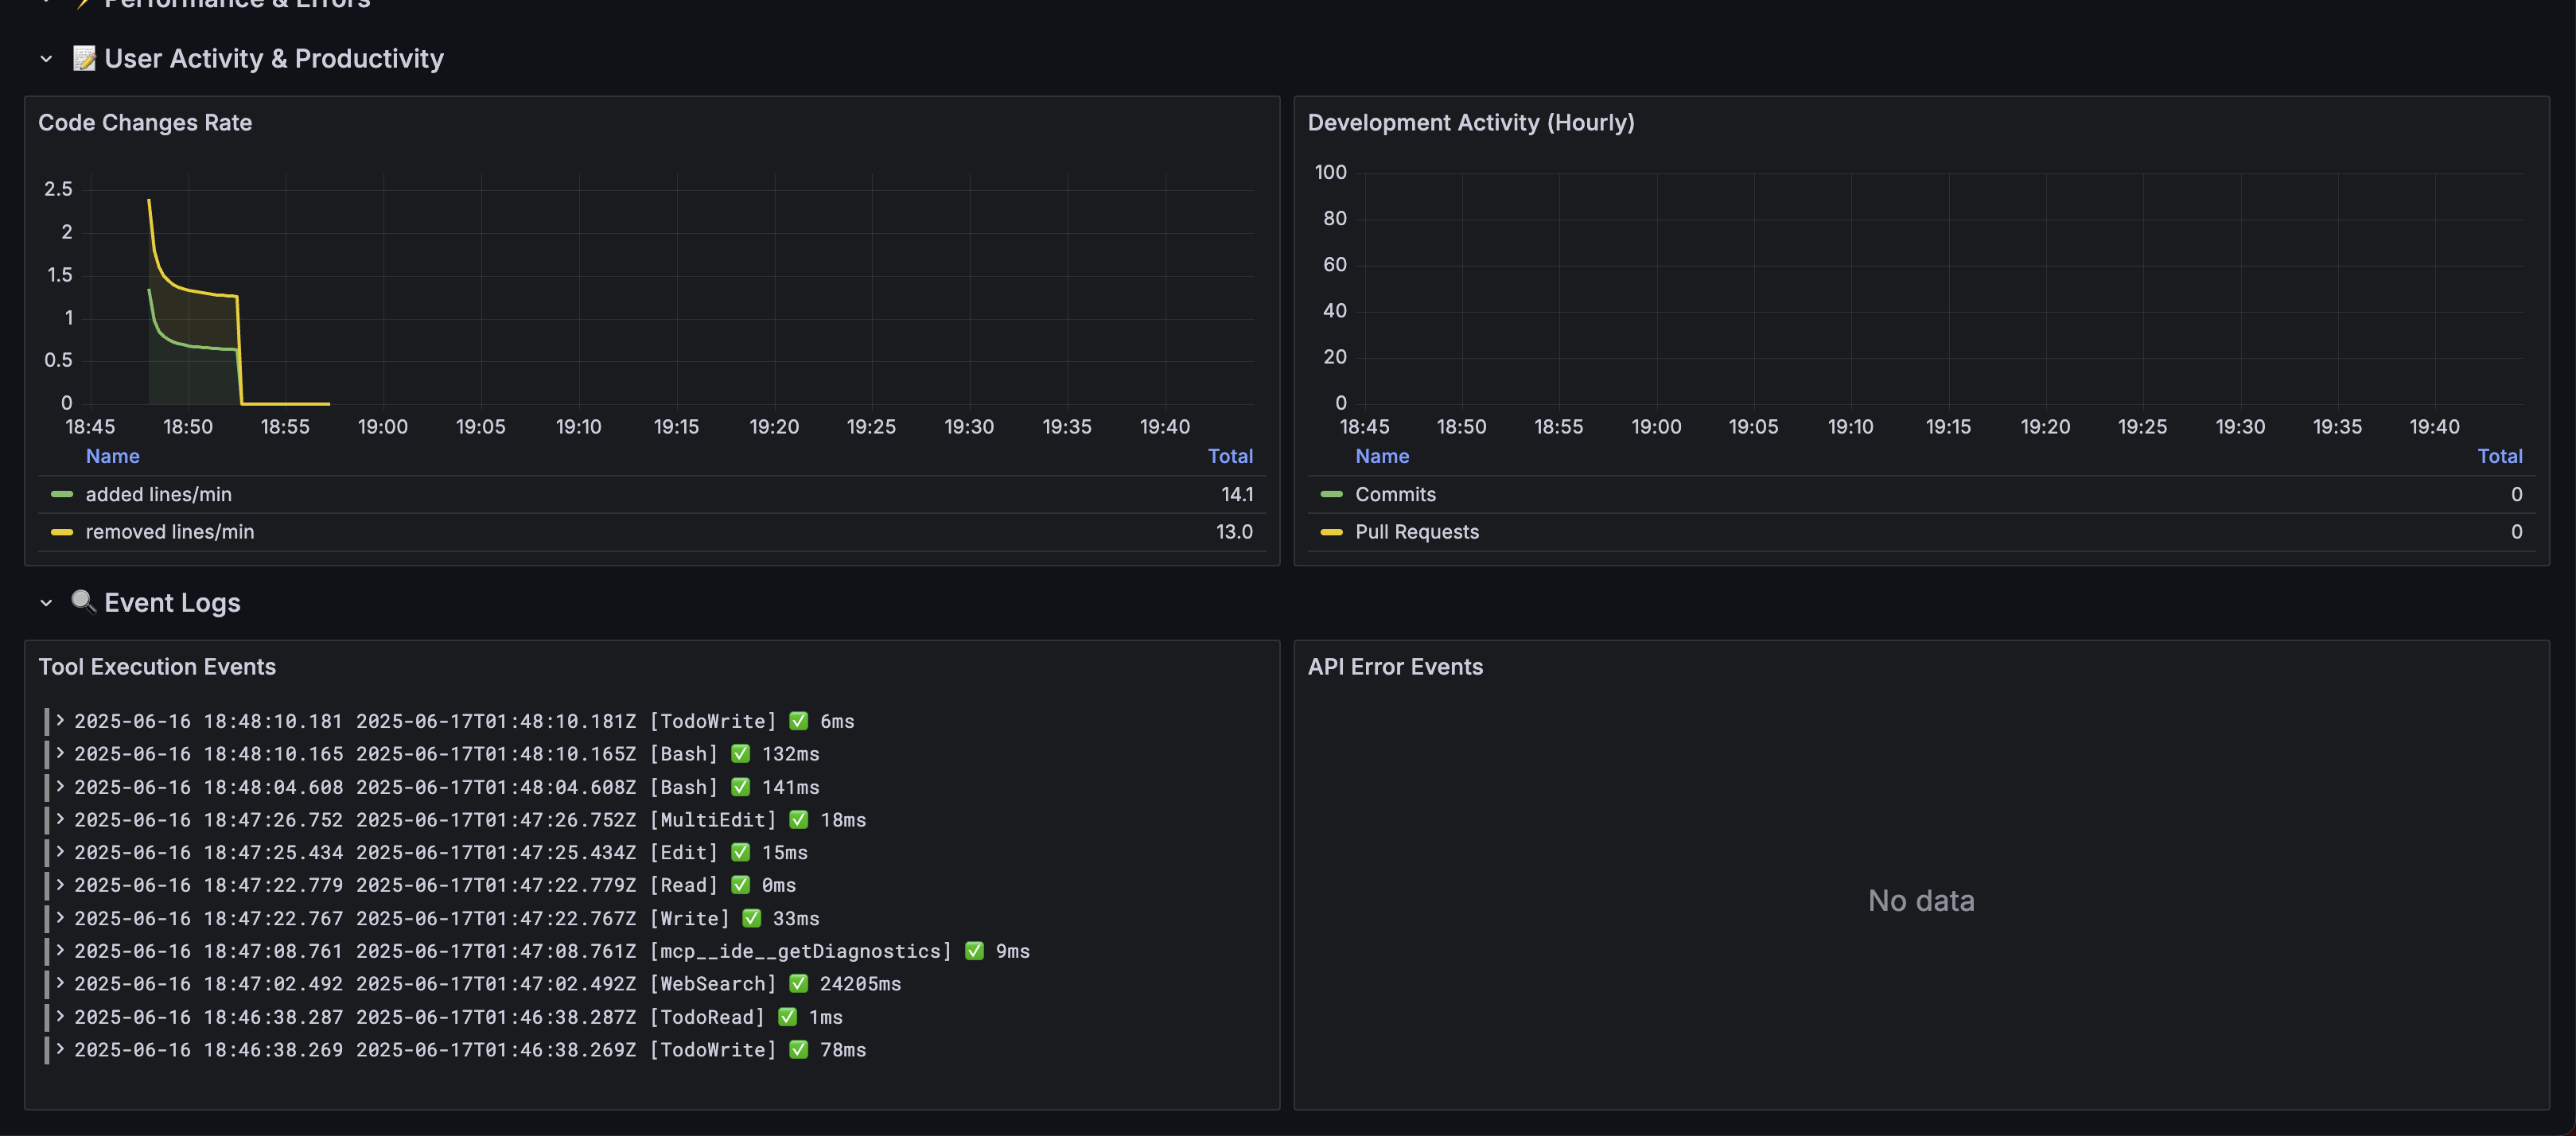 ⚡ Performance & Errors
📝 User Activity & Productivity
Code Changes Rate
2.5
2
1.5
1
0.5
0
18:45 18:50 18:55 19:00 19:05 19:10 19:15 19:20 19:25 19:30 19:35 19:40
Name Total
added lines/min 14.1
removed lines/min 13.0
Development Activity (Hourly)
100
80
60
40
20
0
18:45 18:50 18:55 19:00 19:05 19:10 19:15 19:20 19:25 19:30 19:35 19:40
Name Total
Commits 0
Pull Requests 0
🔍 Event Logs
Tool Execution Events
> 2025-06-16 18:48:10.181 2025-06-17T01:48:10.181Z [TodoWrite] ✅ 6ms
> 2025-06-16 18:48:10.165 2025-06-17T01:48:10.165Z [Bash] ✅ 132ms
> 2025-06-16 18:48:04.608 2025-06-17T01:48:04.608Z [Bash] ✅ 141ms
> 2025-06-16 18:47:26.752 2025-06-17T01:47:26.752Z [MultiEdit] ✅ 18ms
> 2025-06-16 18:47:25.434 2025-06-17T01:47:25.434Z [Edit] ✅ 15ms
> 2025-06-16 18:47:22.779 2025-06-17T01:47:22.779Z [Read] ✅ 0ms
> 2025-06-16 18:47:22.767 2025-06-17T01:47:22.767Z [Write] ✅ 33ms
> 2025-06-16 18:47:08.761 2025-06-17T01:47:08.761Z [mcp__ide__getDiagnostics] ✅ 9ms
> 2025-06-16 18:47:02.492 2025-06-17T01:47:02.492Z [WebSearch] ✅ 24205ms
> 2025-06-16 18:46:38.287 2025-06-17T01:46:38.287Z [TodoRead] ✅ 1ms
> 2025-06-16 18:46:38.269 2025-06-17T01:46:38.269Z [TodoWrite] ✅ 78ms
API Error Events
No data